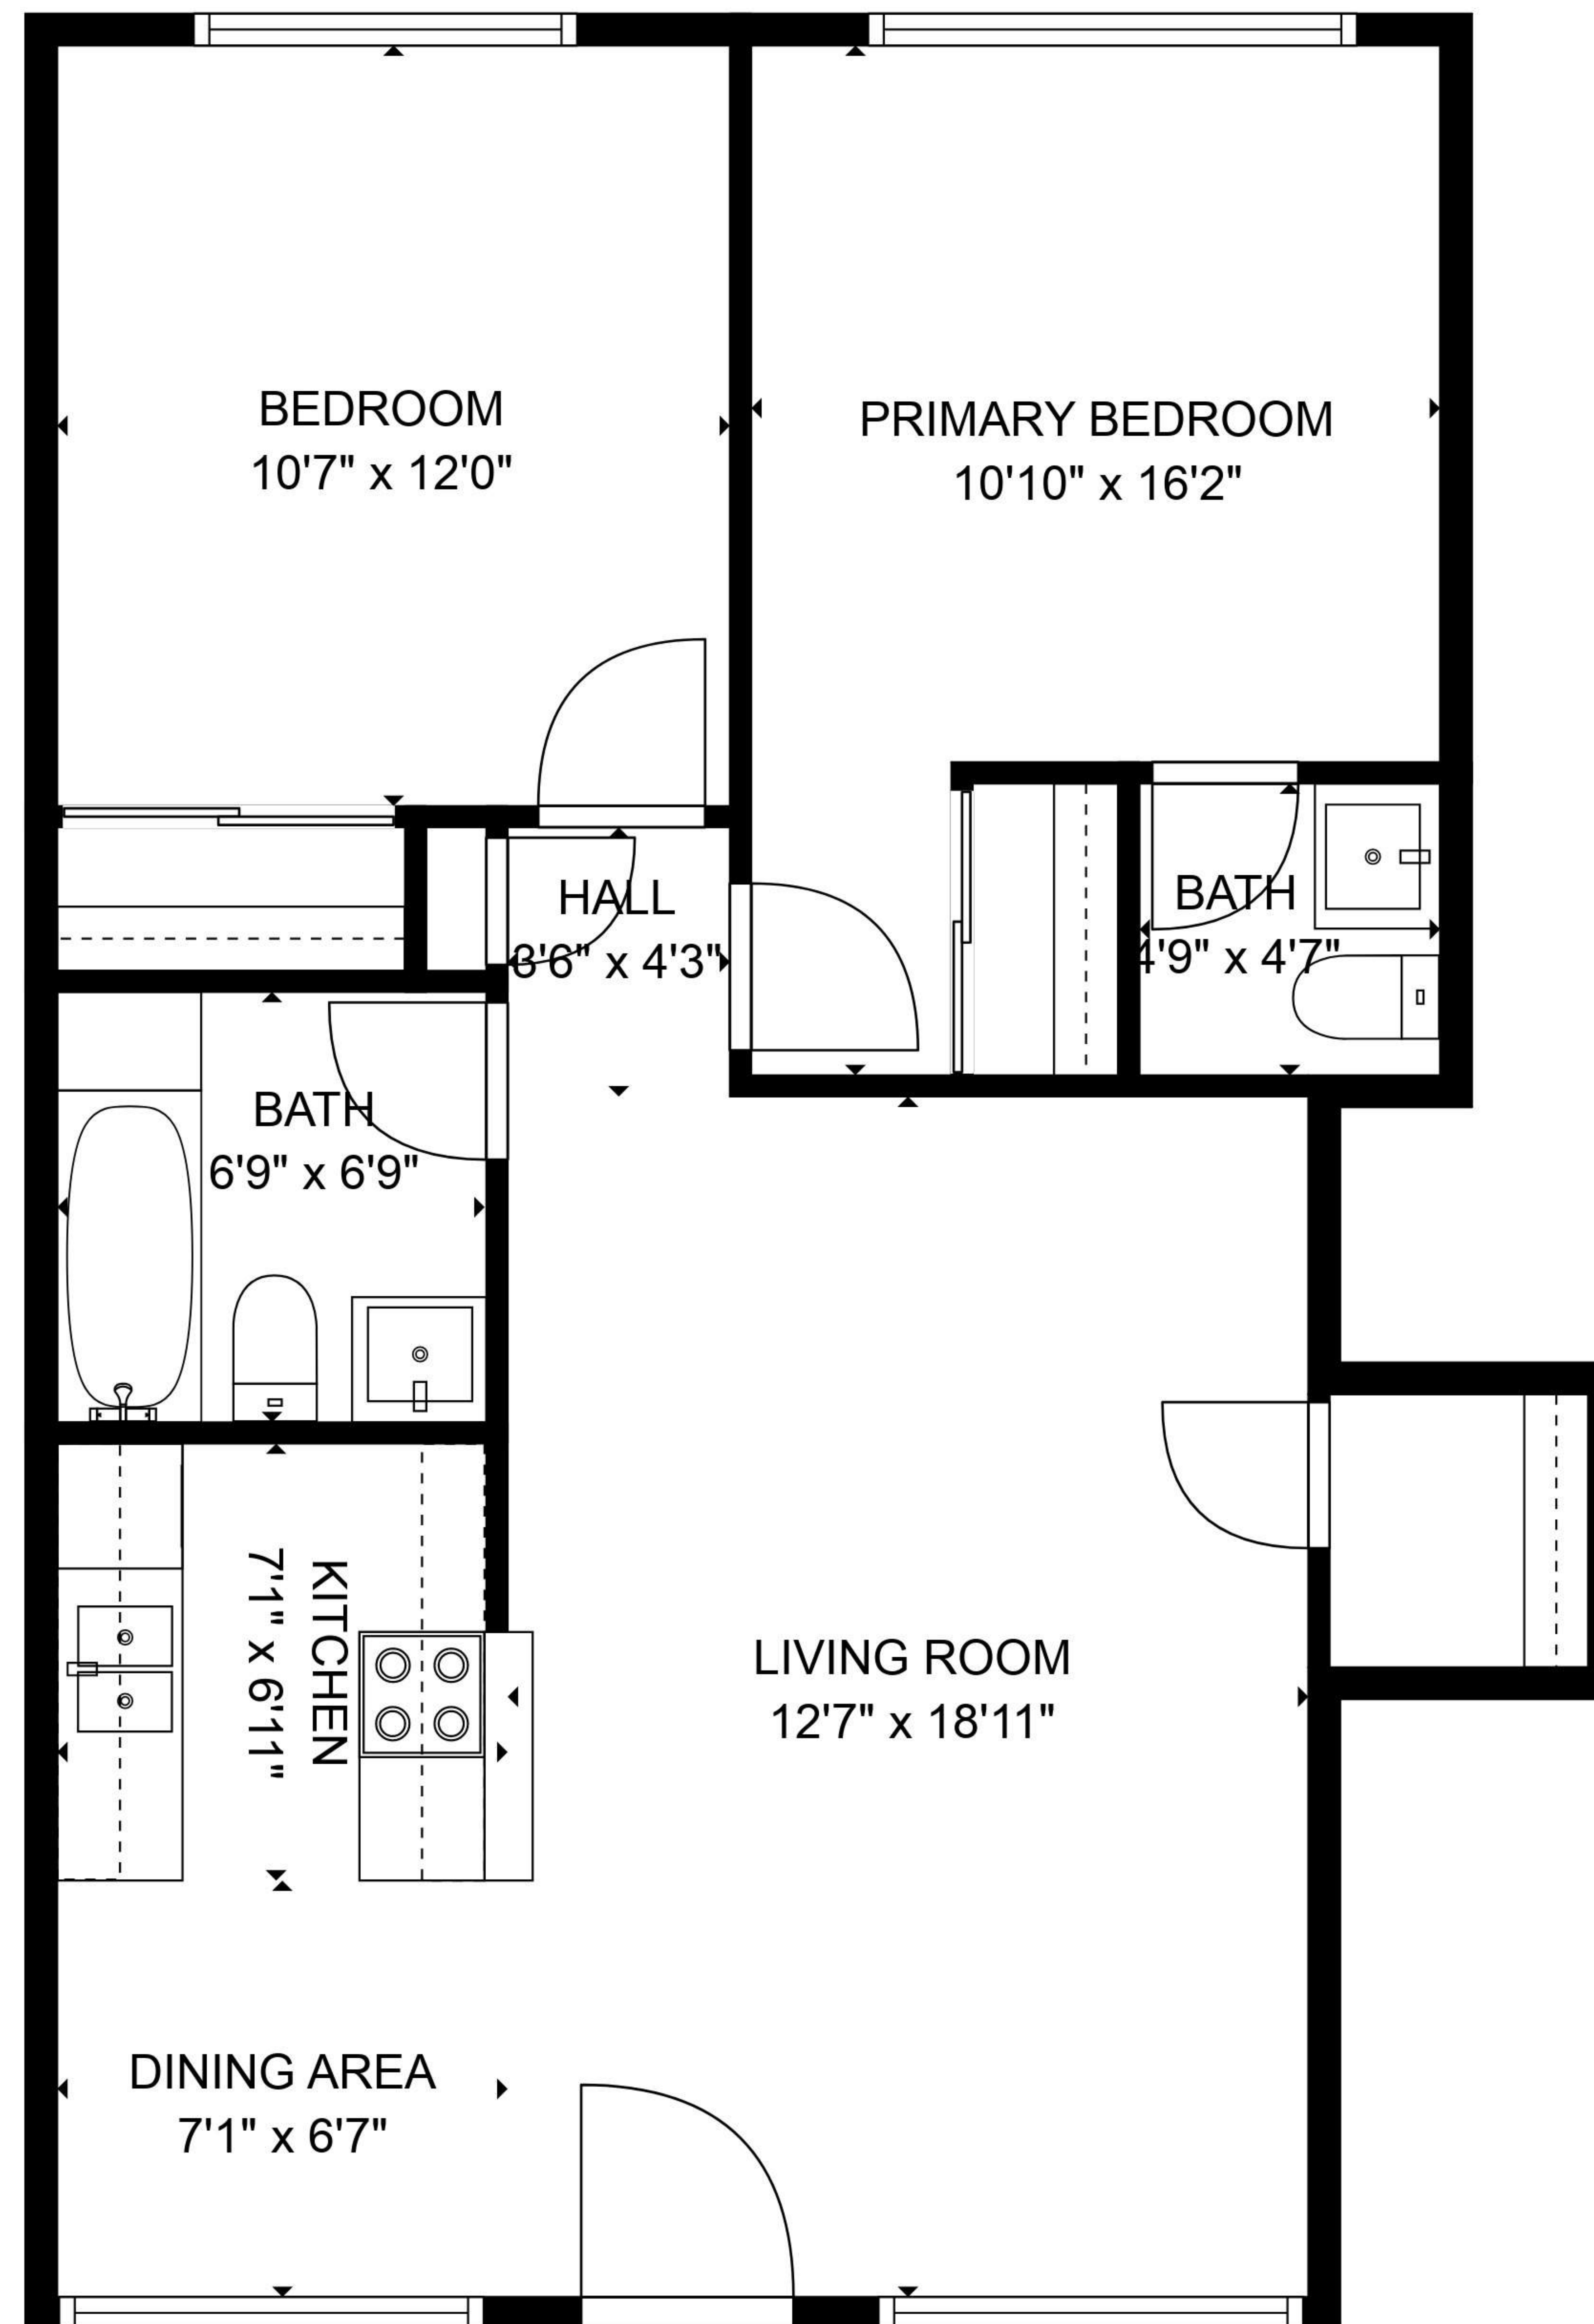 BEDROOM
10'7" x 12'0"
PRIMARY BEDROOM
10'10" x 16'2"
HALL
3'6" x 4'3"
BATH
4'9" x 4'7"
BATH
6'9" x 6'9"
KITCHEN
7'1" x 6'11"
LIVING ROOM
12'7" x 18'11"
DINING AREA
7'1" x 6'7"